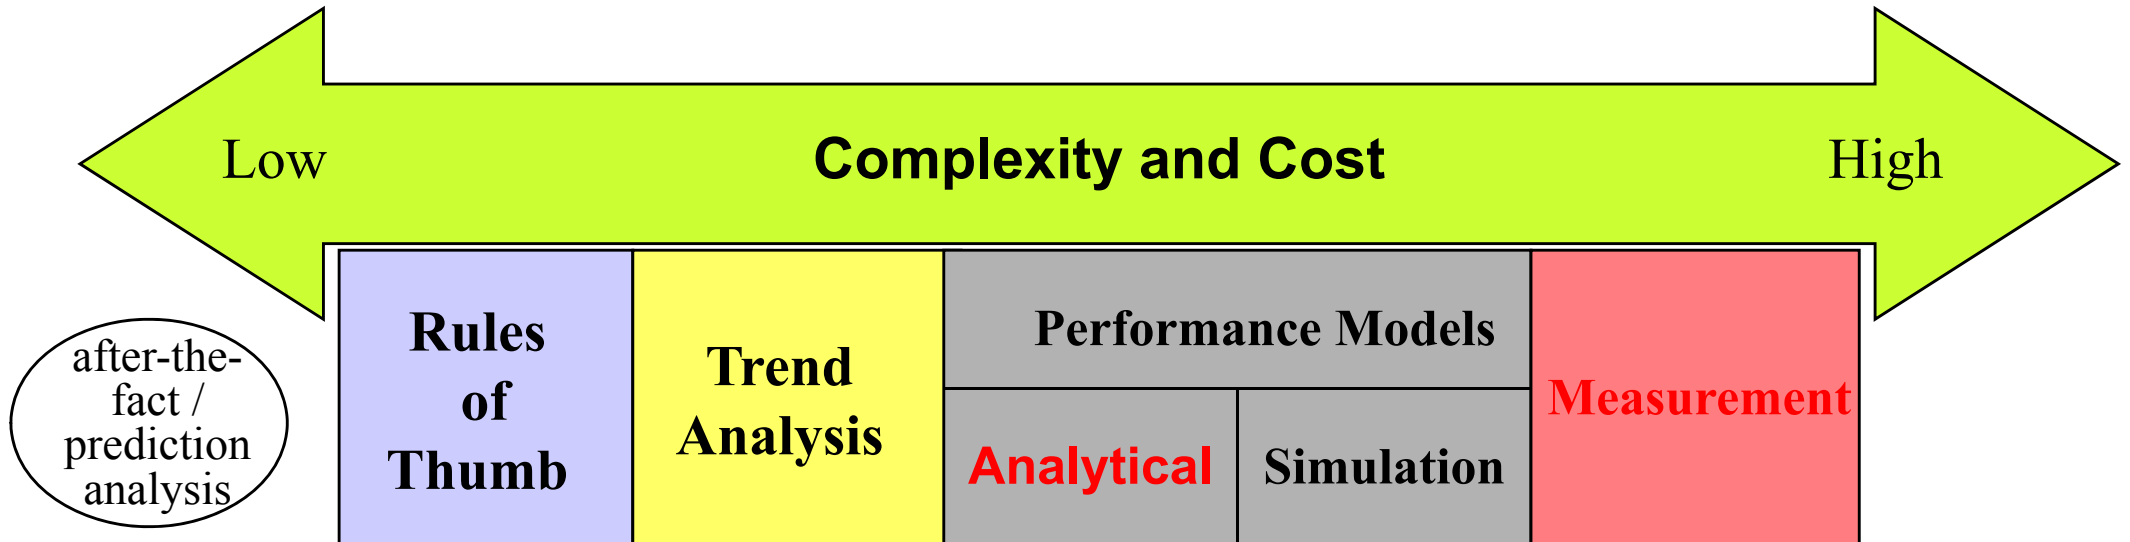 Low Complexity and Cost High
after-the-
fact /
prediction
analysis
Rules
of
Thumb
Trend
Analysis
Performance Models
Analytical
Simulation
Measurement